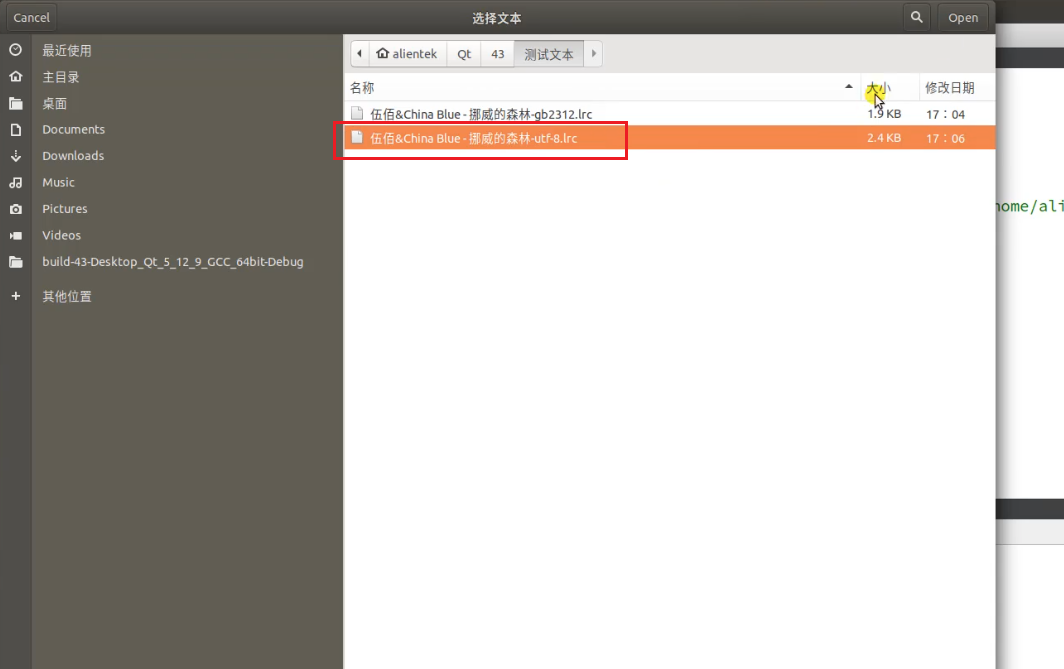 Cancel
选择文本
Open
最近使用
主目录
桌面
Documents
Downloads
Music
Pictures
Videos
build-43-Desktop_Qt_5_12_9_GCC_64bit-Debug
+ 其他位置
alientek Qt 43 测试文本
名称 大小 修改日期
伍佰&China Blue - 挪威的森林-gb2312.lrc 1.9 KB 17：04
伍佰&China Blue - 挪威的森林-utf-8.lrc 2.4 KB 17：06
home/ali